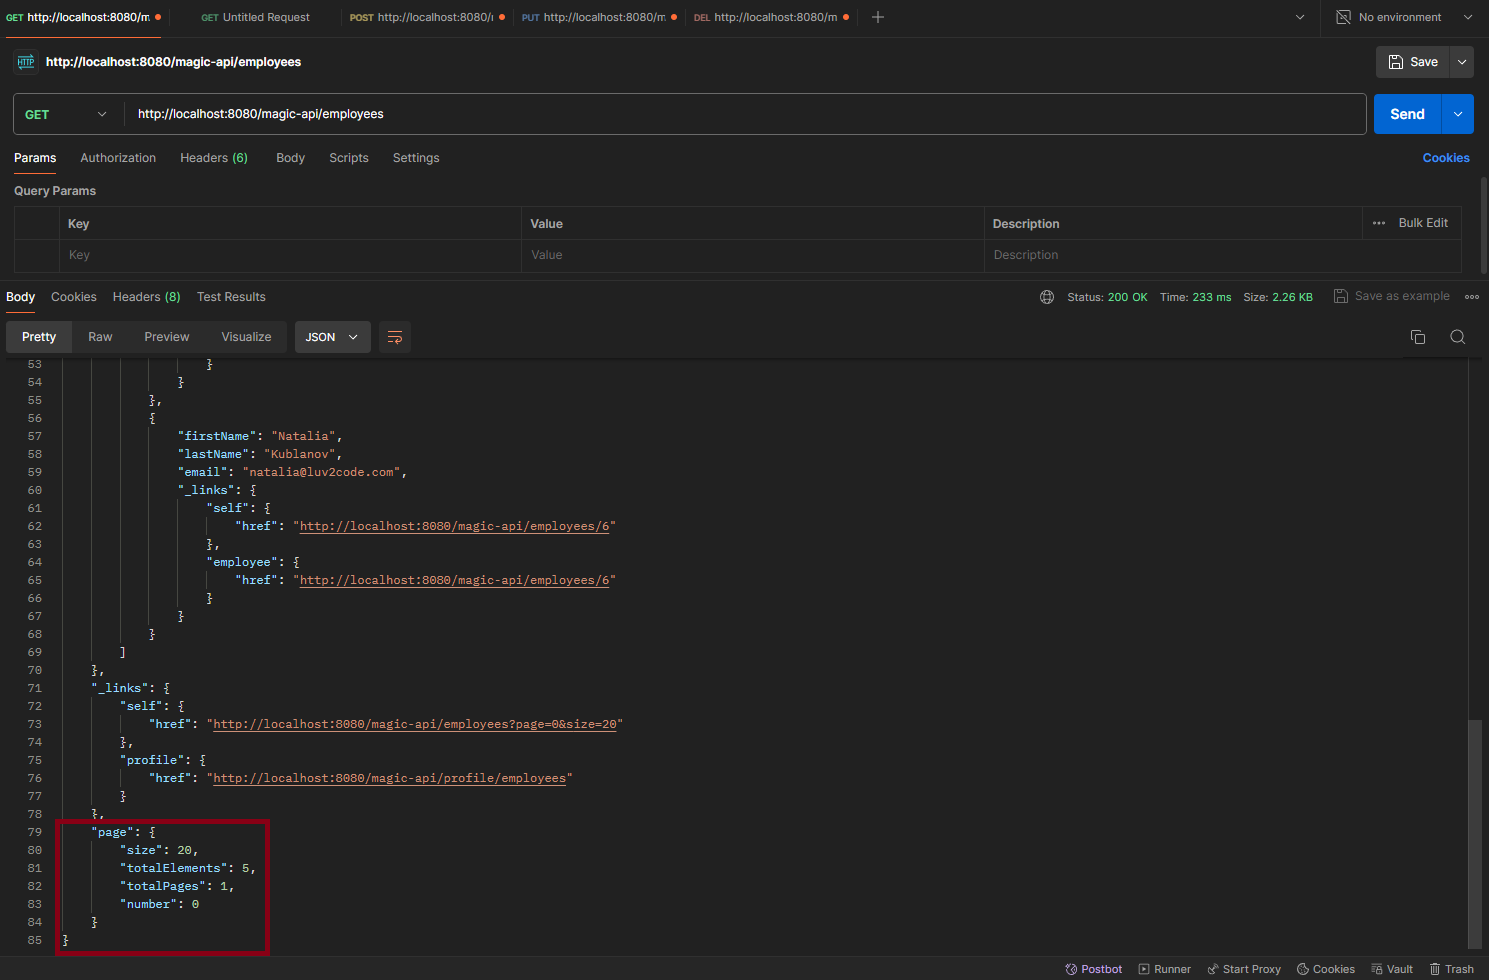 GET http://localhost:8080/m
GET Untitled Request
POST http://localhost:8080/
PUT http://localhost:8080/m
DEL http://localhost:8080/m
No environment
HTTP http://localhost:8080/magic-api/employees
Save
GET http://localhost:8080/magic-api/employees
Send
Params Authorization Headers (6) Body Scripts Settings Cookies
Query Params
Key Value Description ••• Bulk Edit
Key Value Description
Body Cookies Headers (8) Test Results Status: 200 OK Time: 233 ms Size: 2.26 KB Save as example
Pretty Raw Preview Visualize JSON
53 }
54 }
55 },
56 {
57 "firstName": "Natalia",
58 "lastName": "Kublanov",
59 "email": "natalia@luv2code.com",
60 "_links": {
61 "self": {
62 "href": "http://localhost:8080/magic-api/employees/6"
63 },
64 "employee": {
65 "href": "http://localhost:8080/magic-api/employees/6"
66 }
67 }
68 }
69 ]
70 },
71 "_links": {
72 "self": {
73 "href": "http://localhost:8080/magic-api/employees?page=0&size=20"
74 },
75 "profile": {
76 "href": "http://localhost:8080/magic-api/profile/employees"
77 }
78 },
79 "page": {
80 "size": 20,
81 "totalElements": 5,
82 "totalPages": 1,
83 "number": 0
84 }
85 }
Postbot Runner Start Proxy Cookies Vault Trash